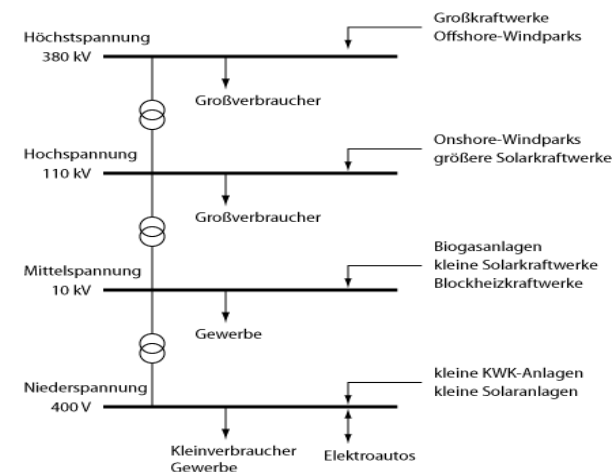 Großkraftwerke
Offshore-Windparks
Höchstspannung
380 kV
Großverbraucher
Onshore-Windparks
größere Solarkraftwerke
Hochspannung
110 kV
Großverbraucher
Biogasanlagen
kleine Solarkraftwerke
Blockheizkraftwerke
Mittelspannung
10 kV
Gewerbe
kleine KWK-Anlagen
kleine Solaranlagen
Niederspannung
400 V
Kleinverbraucher
Gewerbe
Elektroautos